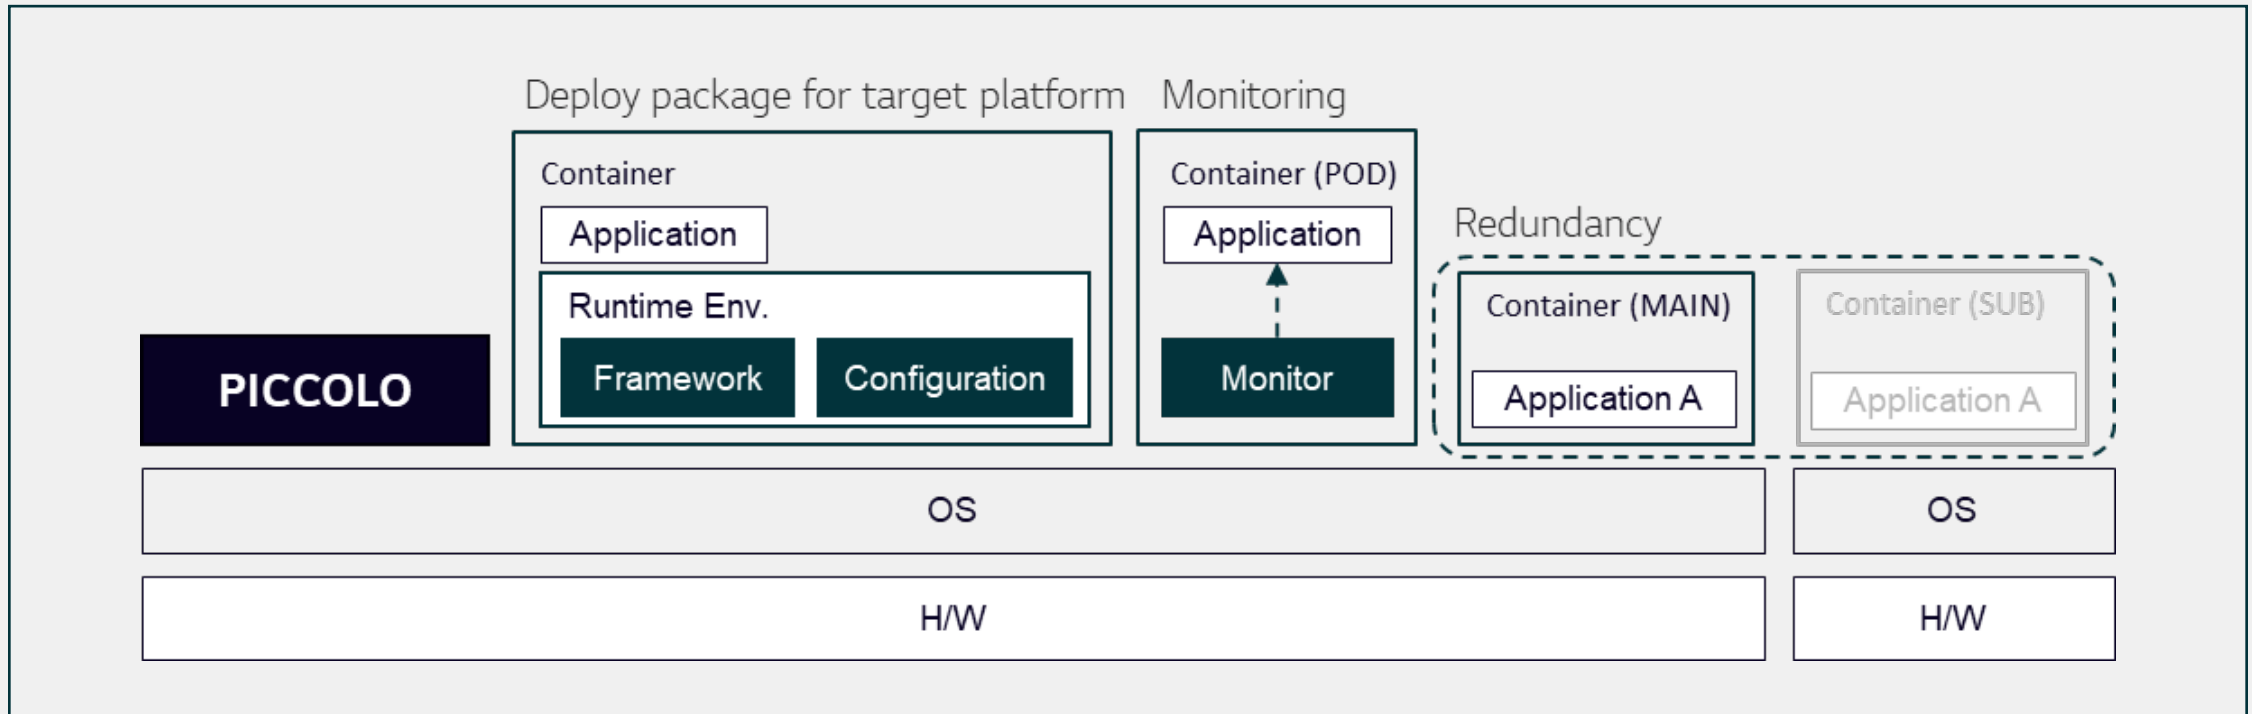 Deploy package for target platform
Monitoring
Container
Application
Runtime Env.
Framework
Configuration
Container (POD)
Application
Monitor
Redundancy
Container (MAIN)
Application A
Container (SUB)
Application A
PICCOLO
OS
OS
H/W
H/W